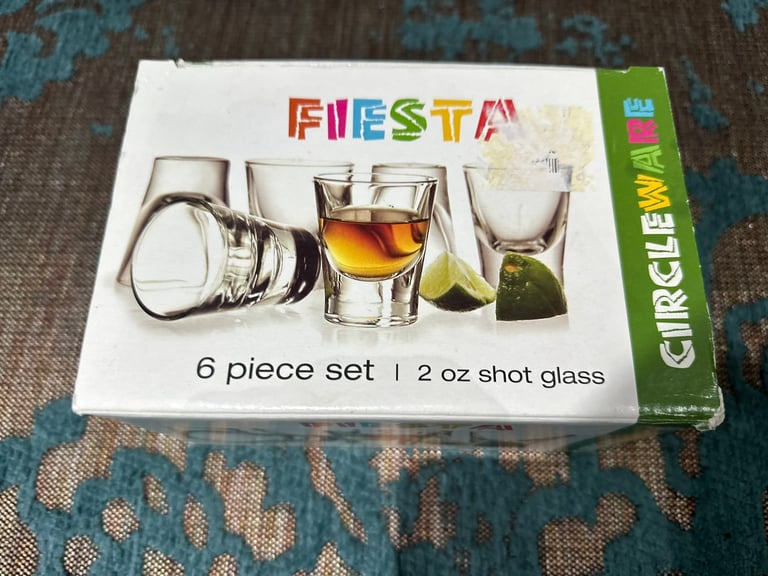 FIESTA
CIRCLEWARE
6 piece set | 2 oz shot glass